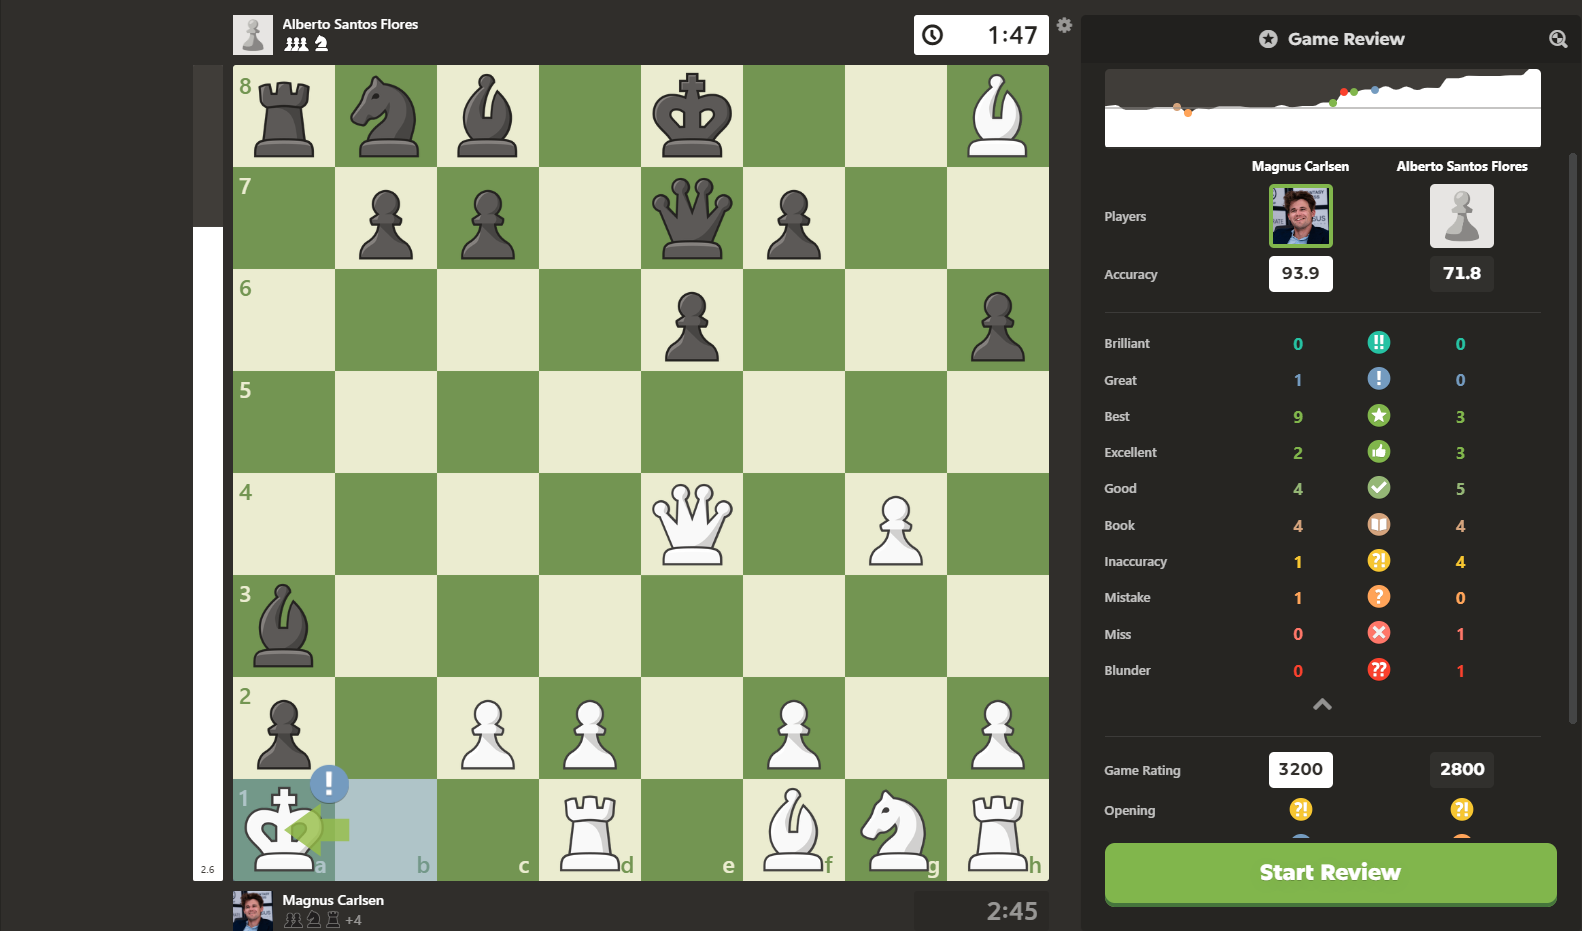 Alberto Santos Flores
1:47
Game Review
8
7
6
5
4
3
2
1
a
b
c
d
e
f
g
h
!
2.6
Magnus Carlsen
+4
2:45
Magnus Carlsen Alberto Santos Flores
Players
Accuracy 93.9 71.8
Brilliant 0 !! 0
Great 1 ! 0
Best 9 3
Excellent 2 3
Good 4 5
Book 4 4
Inaccuracy 1 ?! 4
Mistake 1 ? 0
Miss 0 1
Blunder 0 ?? 1
Game Rating 3200 2800
Opening ?! ?!
Start Review